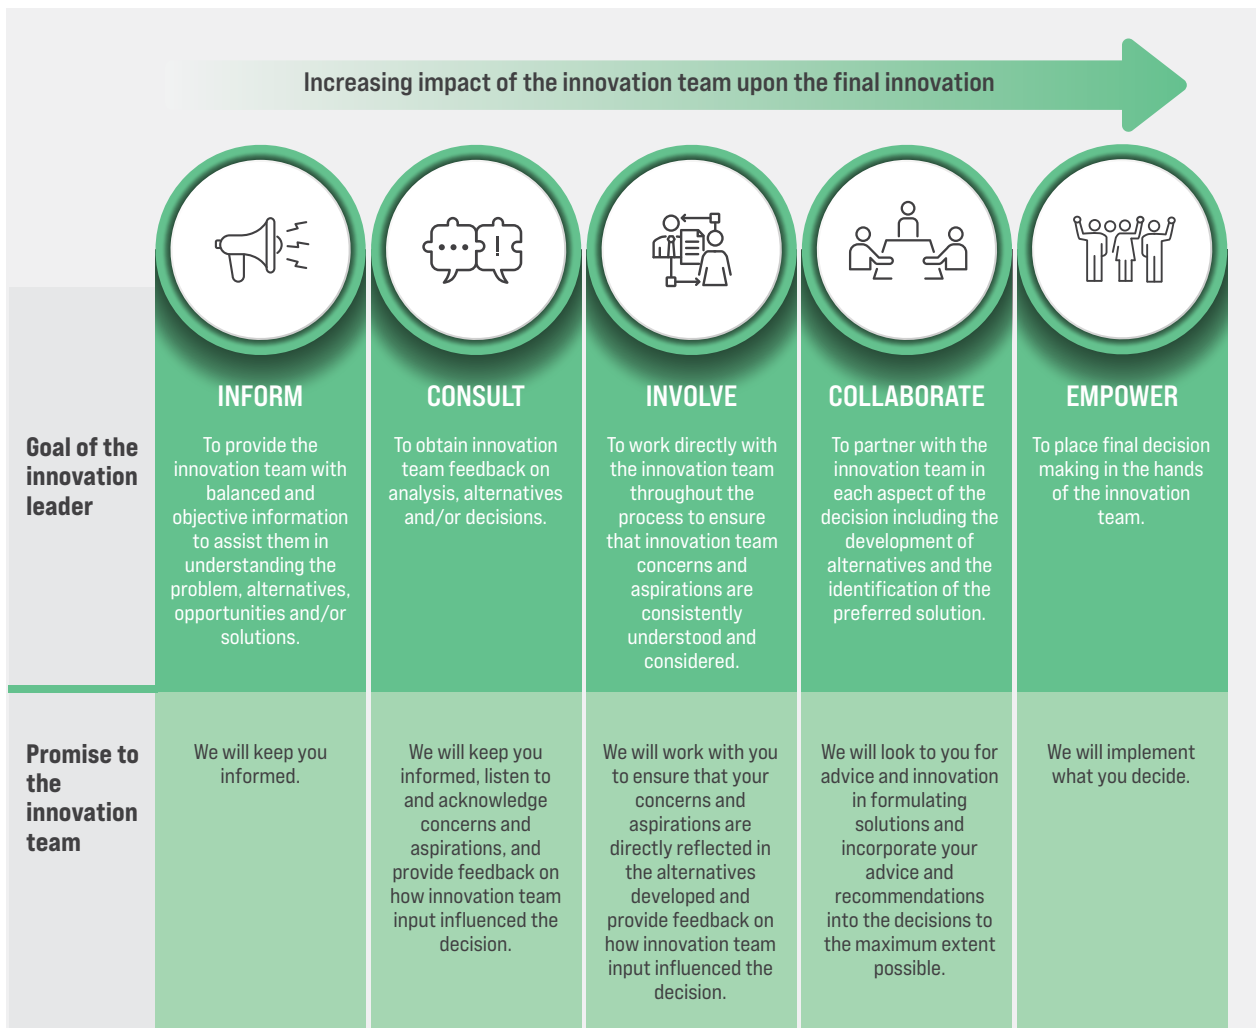 Increasing impact of the innovation team upon the final innovation
INFORM
CONSULT
INVOLVE
COLLABORATE
EMPOWER
Goal of the
innovation
leader
To provide the
innovation team with
balanced and
objective information
to assist them in
understanding the
problem, alternatives,
opportunities and/or
solutions.
To obtain innovation
team feedback on
analysis, alternatives
and/or decisions.
To work directly with
the innovation team
throughout the
process to ensure
that innovation team
concerns and
aspirations are
consistently
understood and
considered.
To partner with the
innovation team in
each aspect of the
decision including the
development of
alternatives and the
identification of the
preferred solution.
To place final decision
making in the hands
of the innovation
team.
Promise to
the
innovation
team
We will keep you
informed.
We will keep you
informed, listen to
and acknowledge
concerns and
aspirations, and
provide feedback on
how innovation team
input influenced the
decision.
We will work with you
to ensure that your
concerns and
aspirations are
directly reflected in
the alternatives
developed and
provide feedback on
how innovation team
input influenced the
decision.
We will look to you for
advice and innovation
in formulating
solutions and
incorporate your
advice and
recommendations
into the decisions to
the maximum extent
possible.
We will implement
what you decide.